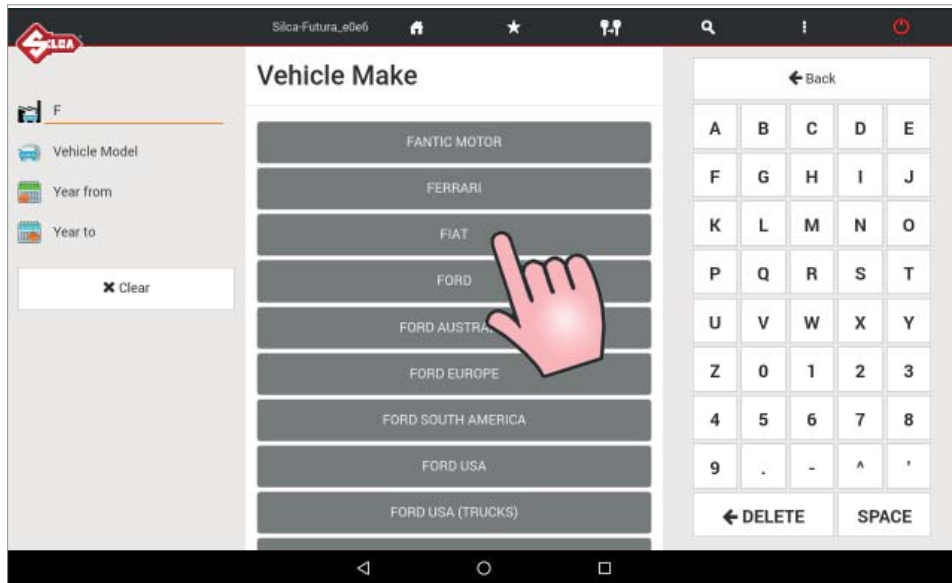 Silca-Futura_e0e6
SILCA
F
Vehicle Model
Year from
Year to
Clear
Vehicle Make
FANTIC MOTOR
FERRARI
FIAT
FORD
FORD AUSTRA
FORD EUROPE
FORD SOUTH AMERICA
FORD USA
FORD USA (TRUCKS)
Back
A B C D E
F G H I J
K L M N O
P Q R S T
U V W X Y
Z 0 1 2 3
4 5 6 7 8
9 . - ^ '
DELETE SPACE